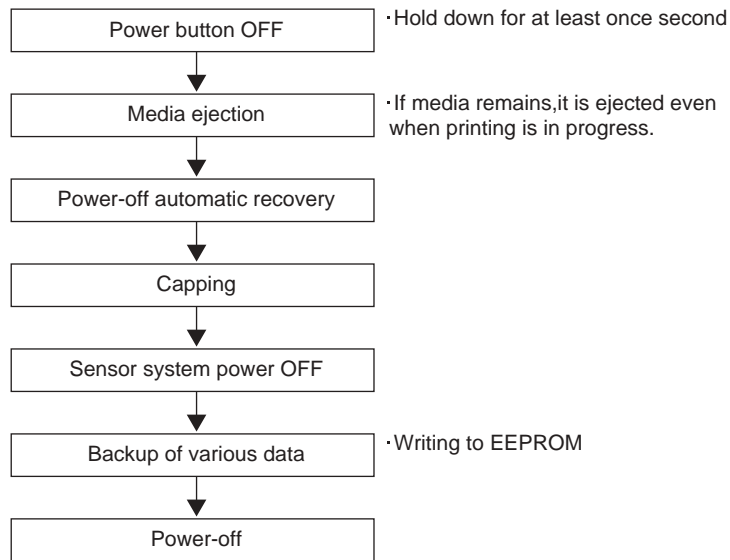 Power button OFF
·Hold down for at least once second
Media ejection
·If media remains,it is ejected even
when printing is in progress.
Power-off automatic recovery
Capping
Sensor system power OFF
Backup of various data
·Writing to EEPROM
Power-off